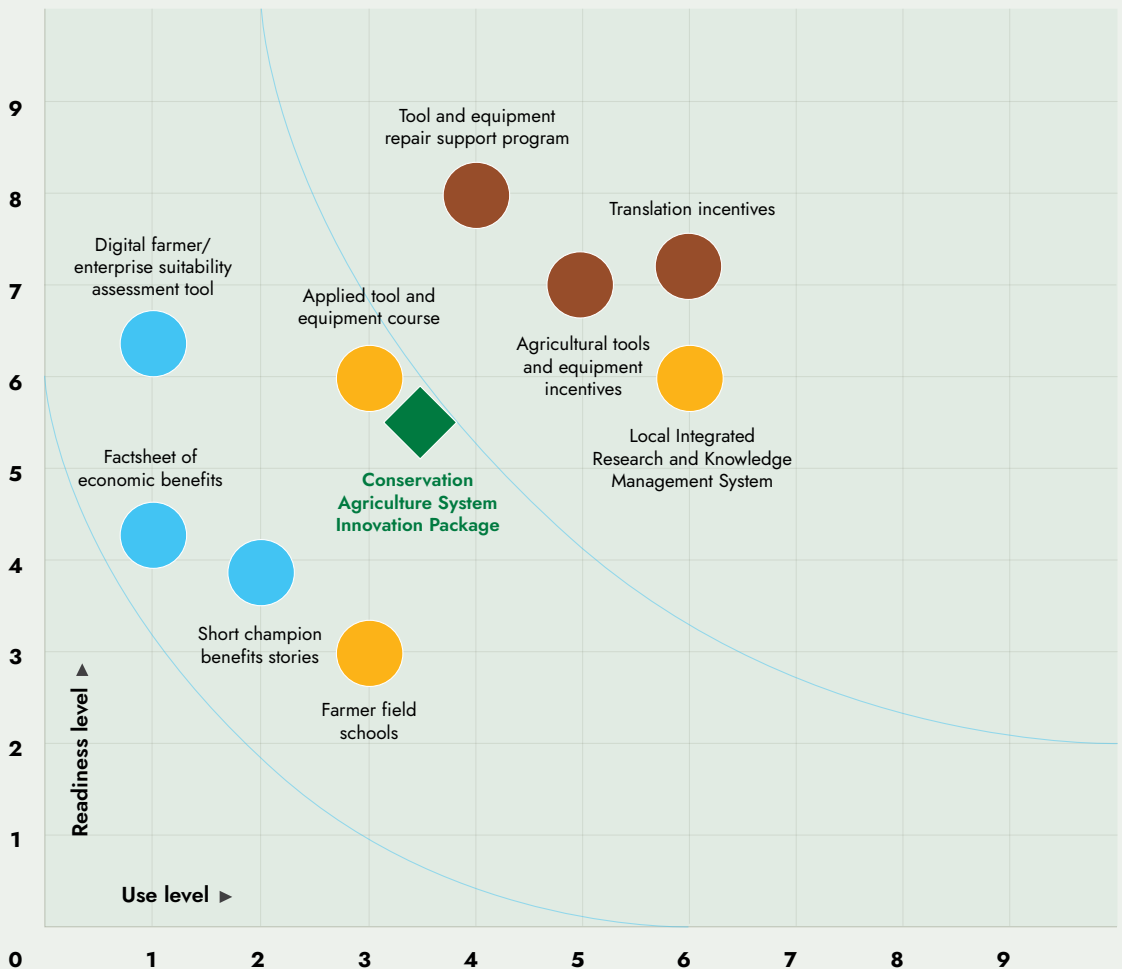 9
Tool and equipment
repair support program
8
Translation incentives
Digital farmer/
enterprise suitability
assessment tool
7
Applied tool and
equipment course
Agricultural tools
and equipment
incentives
6
Local Integrated
Research and Knowledge
Management System
Factsheet of
economic benefits
5
Conservation
Agriculture System
Innovation Package
4
Short champion
benefits stories
3
Farmer field
schools
Readiness level ▶
2
1
Use level ▶
0 1 2 3 4 5 6 7 8 9